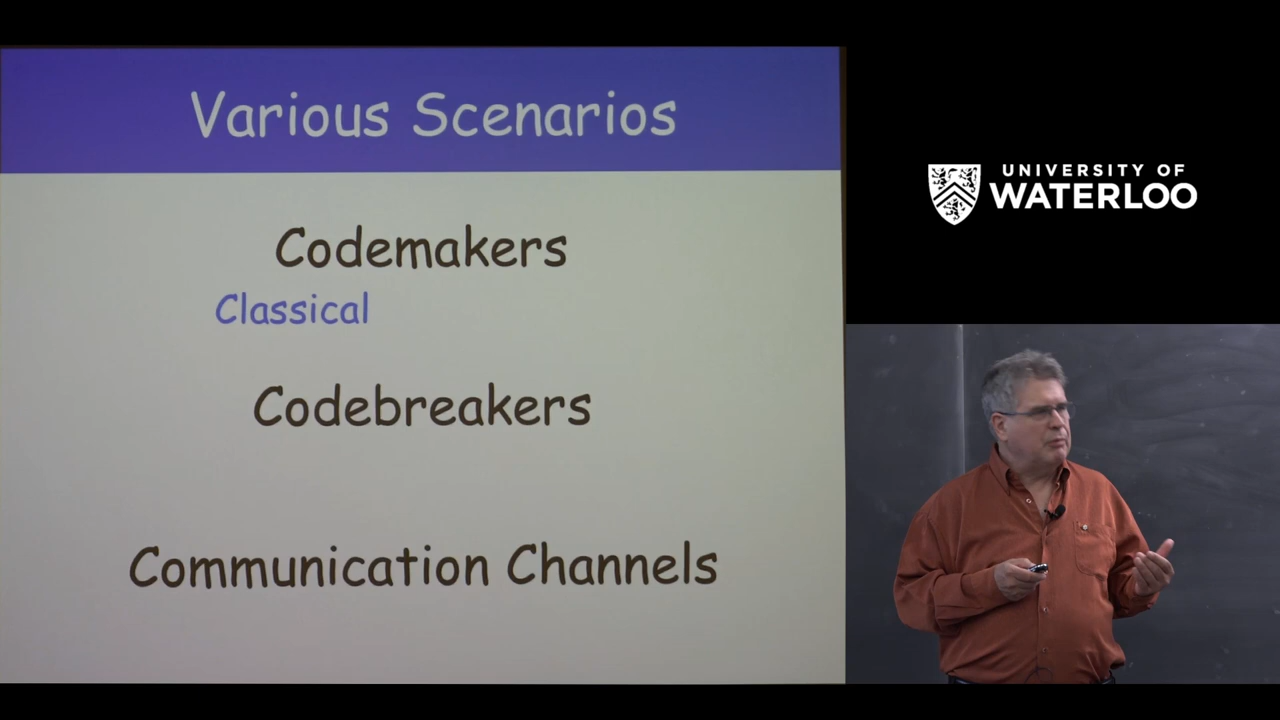 Various Scenarios
Codemakers
Classical
Codebreakers
Communication Channels
UNIVERSITY OF
WATERLOO